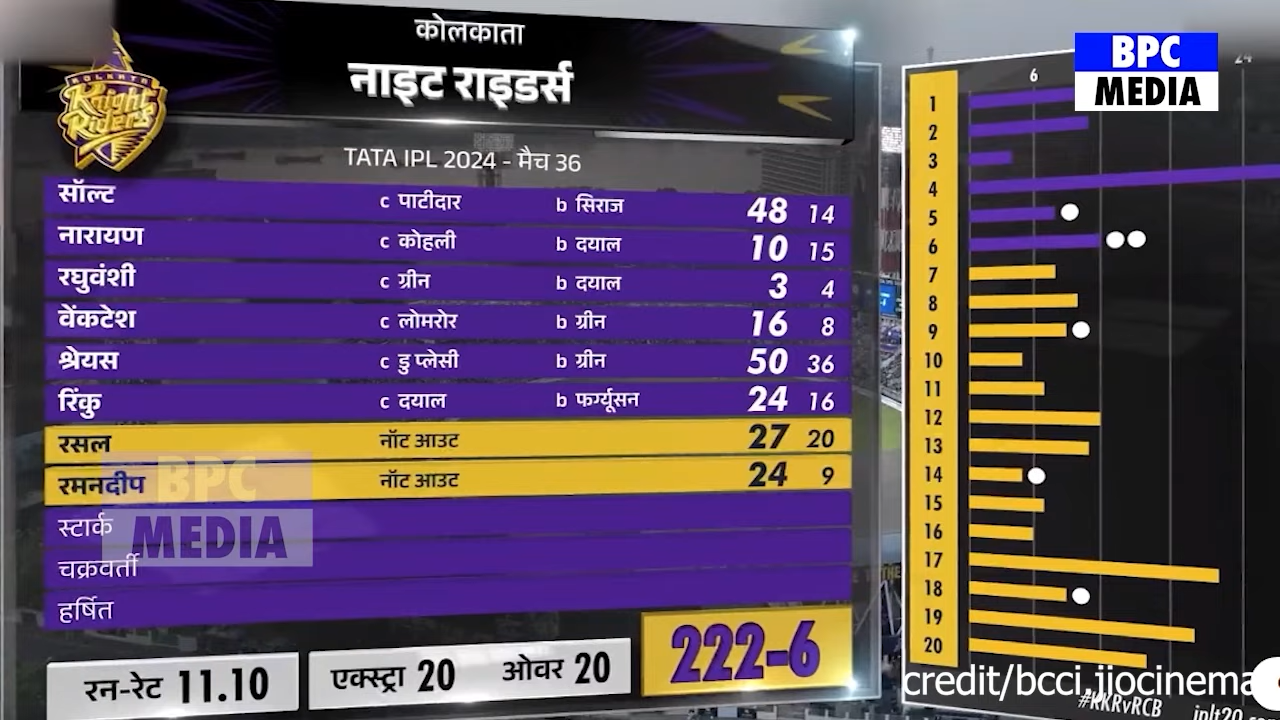 कोलकाता
नाइट राइडर्स
KOLKATA
Knight
Riders
TATA IPL 2024 - मैच 36
सॉल्ट c पाटीदार b सिराज 48 14
नारायण c कोहली b दयाल 10 15
रघुवंशी c ग्रीन b दयाल 3 4
वेंकटेश c लोमरोर b ग्रीन 16 8
श्रेयस c डु प्लेसी b ग्रीन 50 36
रिंकु c दयाल b फर्ग्यूसन 24 16
रसल नॉट आउट 27 20
रमनदीप नॉट आउट 24 9
स्टार्क
चक्रवर्ती
हर्षित
BPC
MEDIA
रन-रेट 11.10 एक्स्ट्रा 20 ओवर 20 222-6
BPC
MEDIA
6 24
1
2
3
4
5
6
7
8
9
10
11
12
13
14
15
16
17
18
19
20
credit/bcci.jiocinema
#KKRvRCB